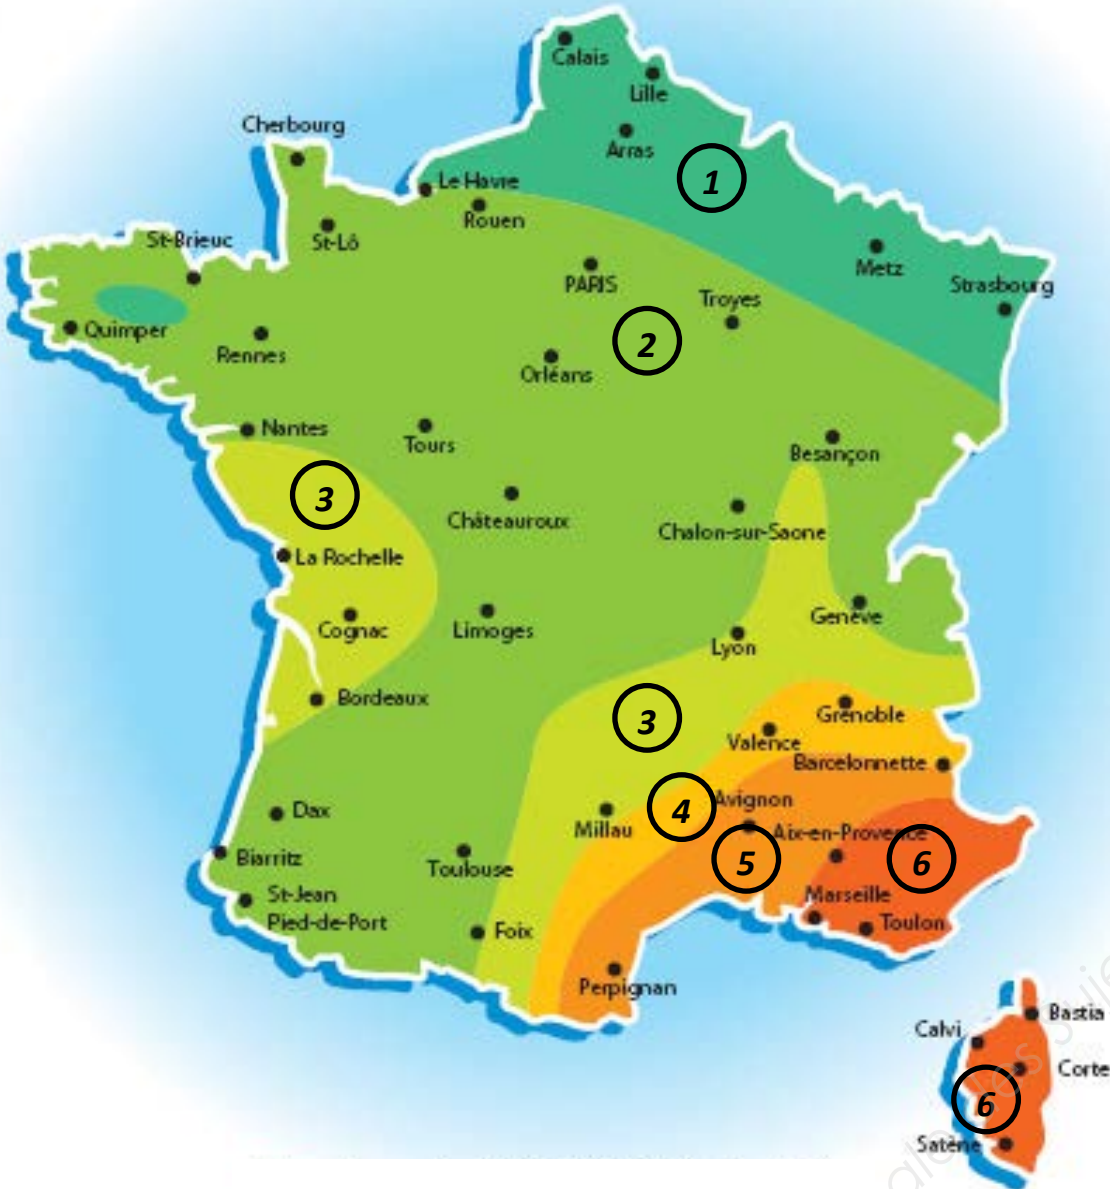 Calais
Lille
Cherbourg
Arras
1
Le Havre
Rouen
St-Brieuc
St-Lô
Metz
PARIS
Strasbourg
Troyes
Quimper
Rennes
2
Orléans
Nantes
Tours
Besançon
3
Châteauroux
Chalon-sur-Saone
La Rochelle
Genève
Cognac
Limoges
Lyon
Bordeaux
3
Grenoble
Valence
Barcelonnette
Avignon
Dax
4
Millau
Aix-en-Provence
Biarritz
Toulouse
5
6
St-Jean
Pied-de-Port
Marseille
Toulon
Foix
Perpignan
Bastia
Calvi
Corte
6
Satène